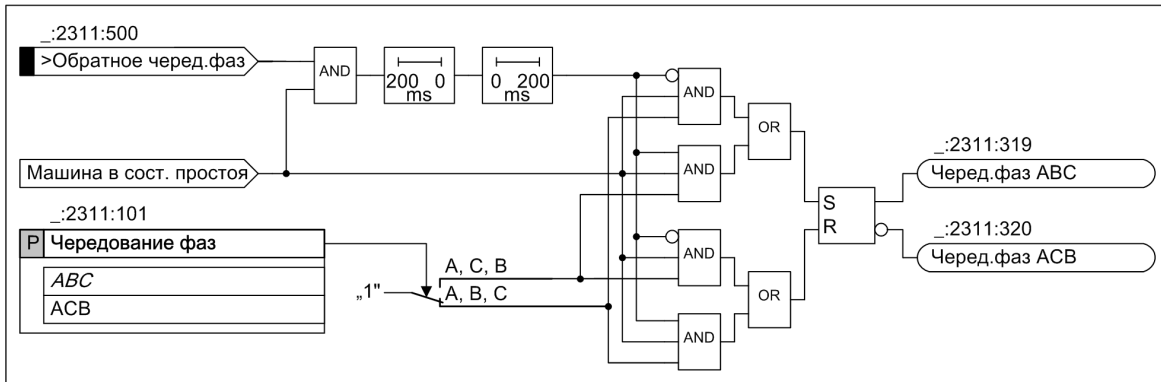 _:2311:500
>Обратное черед.фаз
AND
200 0
ms
0 200
ms
AND
OR
_:2311:319
Черед.фаз ABC
Машина в сост. простоя
AND
S
R
_:2311:101
P Чередование фаз
ABC
ACB
„1"
A, C, B
A, B, C
AND
OR
AND
_:2311:320
Черед.фаз ACB